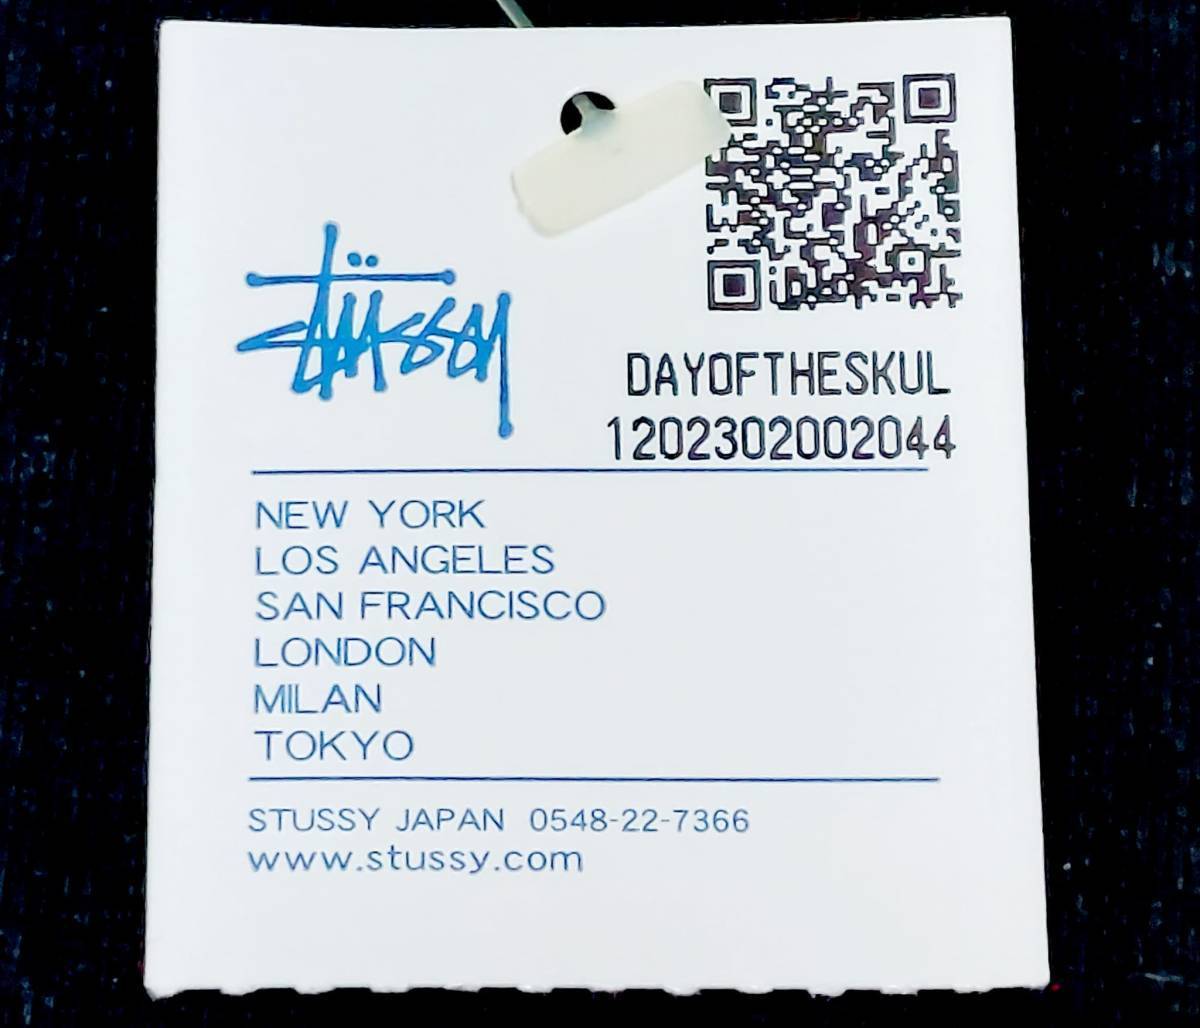 Stüssy
DAYOFTHESKUL
1202302002044
NEW YORK
LOS ANGELES
SAN FRANCISCO
LONDON
MILAN
TOKYO
STUSSY JAPAN 0548-22-7366
www.stussy.com